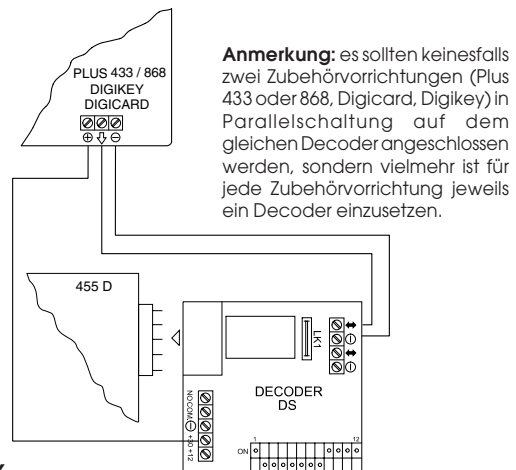 PLUS 433 / 868
DIGIKEY
DIGICARD
Anmerkung: es sollten keinesfalls
zwei Zubehörvorrichtungen (Plus
433 oder 868, Digicard, Digikey) in
Parallelschaltung auf dem
gleichen Decoder angeschlossen
werden, sondern vielmehr ist für
jede Zubehörvorrichtung jeweils
ein Decoder einzusetzen.
455 D
LK1
DECODER
DS
NO COM
+30 +12
ON
1 12